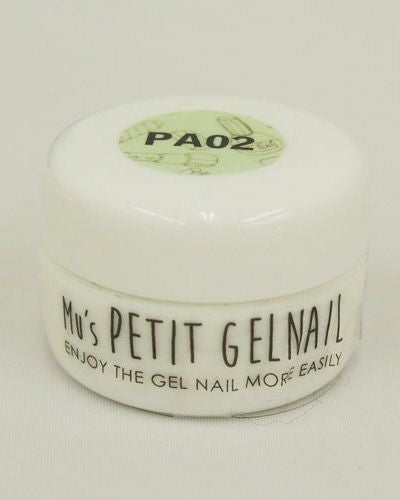 PA02
Mu's PETIT GELNAIL
ENJOY THE GEL NAIL MORE EASILY